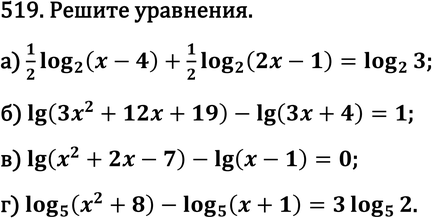 519. Решите уравнения.
а) ½ log₂(x − 4) + ½ log₂(2x − 1) = log₂ 3;
б) lg(3x² + 12x + 19) − lg(3x + 4) = 1;
в) lg(x² + 2x − 7) − lg(x − 1) = 0;
г) log₅(x² + 8) − log₅(x + 1) = 3 log₅ 2.